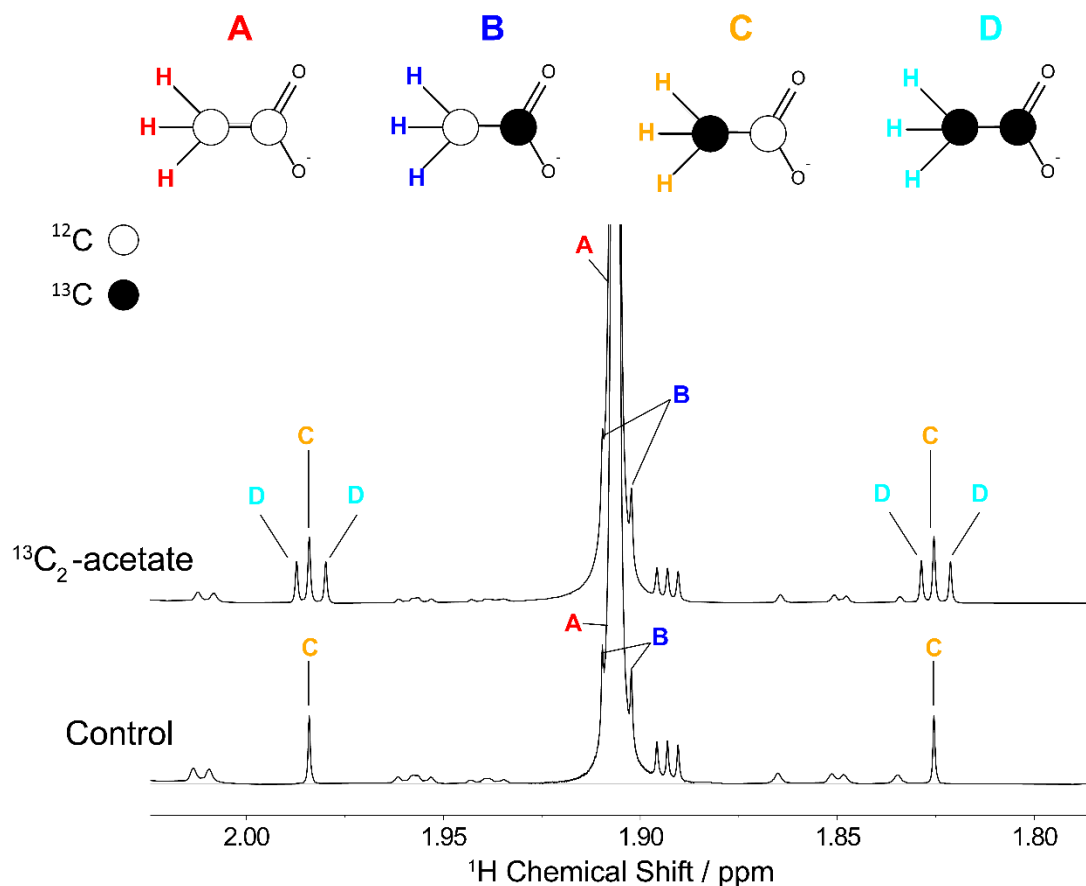 A B C D
H H H H
O O O O
H H H H
O- O- O- O-
H H H H
12C
13C
A
B
C C
D D D D
13C2-acetate
A B
C C
Control
2.00 1.95 1.90 1.85 1.80
1H Chemical Shift / ppm